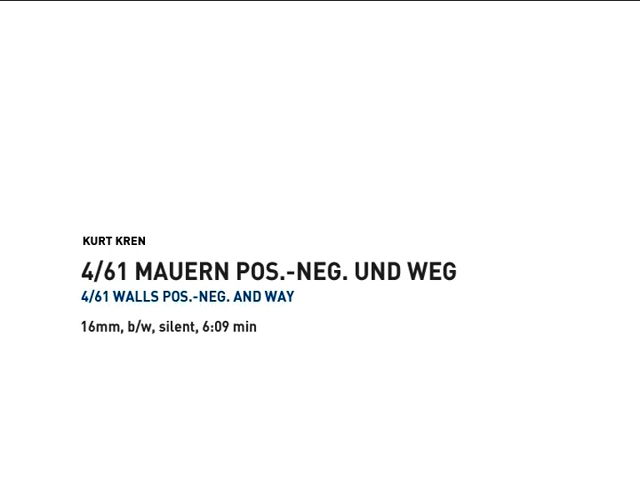 KURT KREN
4/61 MAUERN POS.-NEG. UND WEG
4/61 WALLS POS.-NEG. AND WAY
16mm, b/w, silent, 6:09 min